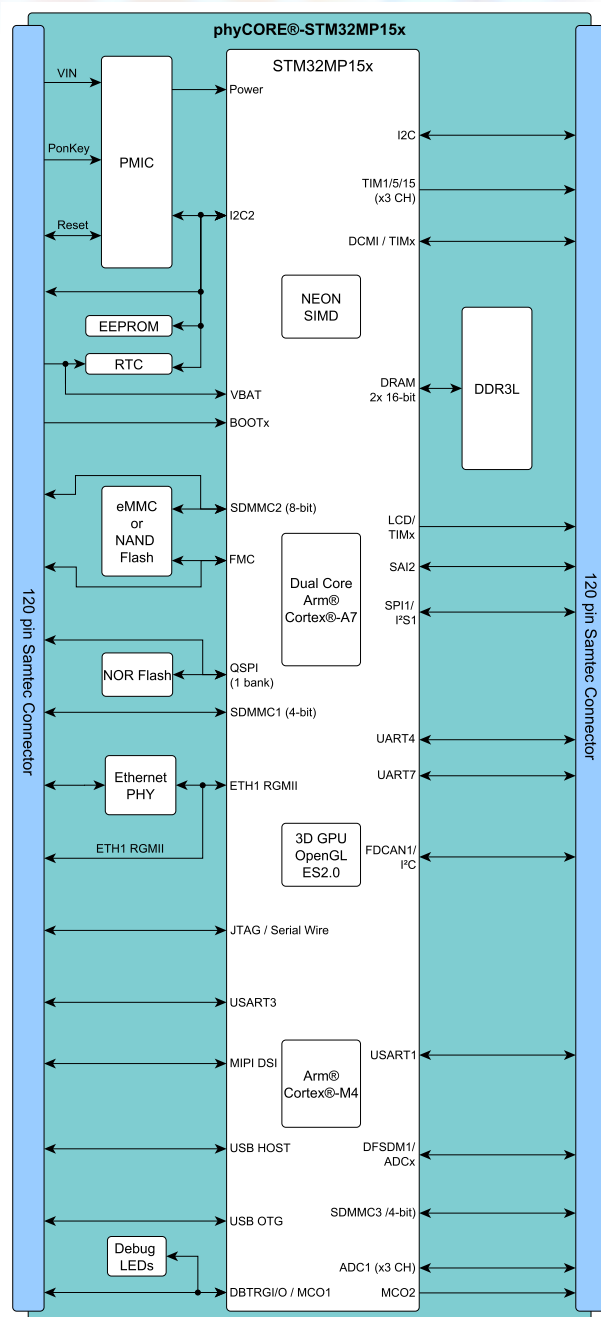 phyCORE®-STM32MP15x
STM32MP15x
VIN
PonKey
Reset
PMIC
Power
I2C2
EEPROM
RTC
VBAT
BOOTx
eMMC
or
NAND
Flash
SDMMC2 (8-bit)
FMC
NOR Flash
QSPI
(1 bank)
SDMMC1 (4-bit)
Ethernet
PHY
ETH1 RGMII
ETH1 RGMII
JTAG / Serial Wire
USART3
MIPI DSI
USB HOST
USB OTG
Debug
LEDs
DBTRGI/O / MCO1
120 pin Samtec Connector
NEON
SIMD
Dual Core
Arm®
Cortex®-A7
3D GPU
OpenGL
ES2.0
Arm®
Cortex®-M4
I2C
TIM1/5/15
(x3 CH)
DCMI / TIMx
DRAM
2x 16-bit
DDR3L
LCD/
TIMx
SAI2
SPI1/
I²S1
UART4
UART7
FDCAN1/
I²C
USART1
DFSDM1/
ADCx
SDMMC3 /4-bit)
ADC1 (x3 CH)
MCO2
120 pin Samtec Connector